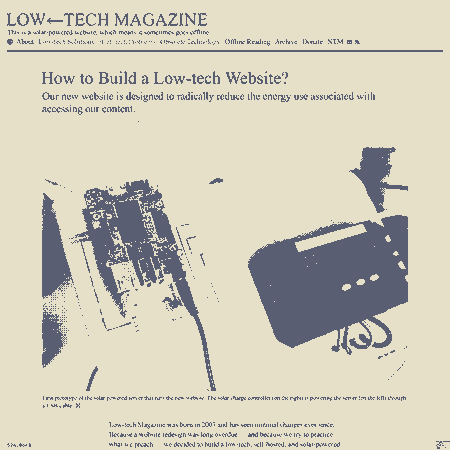 LOW←TECH MAGAZINE
This is a solar-powered website, which means it sometimes goes offline
About Low-tech Solutions Technology Offline Reading Archive Donate NTM
How to Build a Low-tech Website?
Our new website is designed to radically reduce the energy use associated with
accessing our content.
First prototype of the solar powered server that runs the new website. The solar charge controller on the right is powering the server on the left through
Low-tech Magazine was born in 2007 and has seen minimal changes ever since.
Because a website redesign was long overdue — and because we try to practice
what we preach — we decided to build a low-tech, self-hosted, and solar-powered